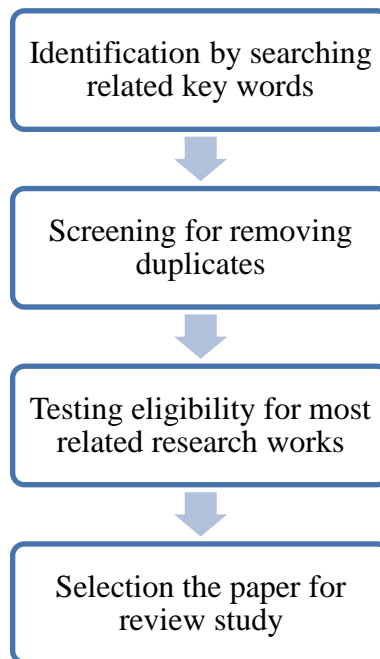 Identification by searching
related key words
Screening for removing
duplicates
Testing eligibility for most
related research works
Selection the paper for
review study